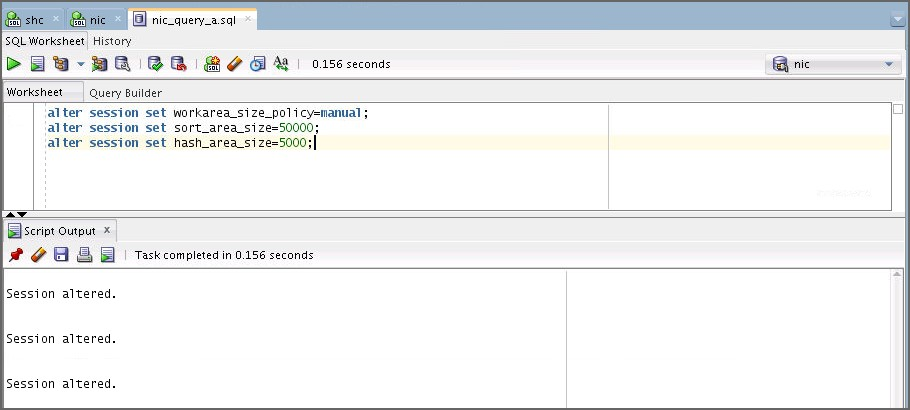 shc
nic
nic_query_a.sql
SQL Worksheet History
0.156 seconds
nic
Worksheet Query Builder
alter session set workarea_size_policy=manual;
alter session set sort_area_size=50000;
alter session set hash_area_size=5000;
Script Output x
Task completed in 0.156 seconds
Session altered.
Session altered.
Session altered.